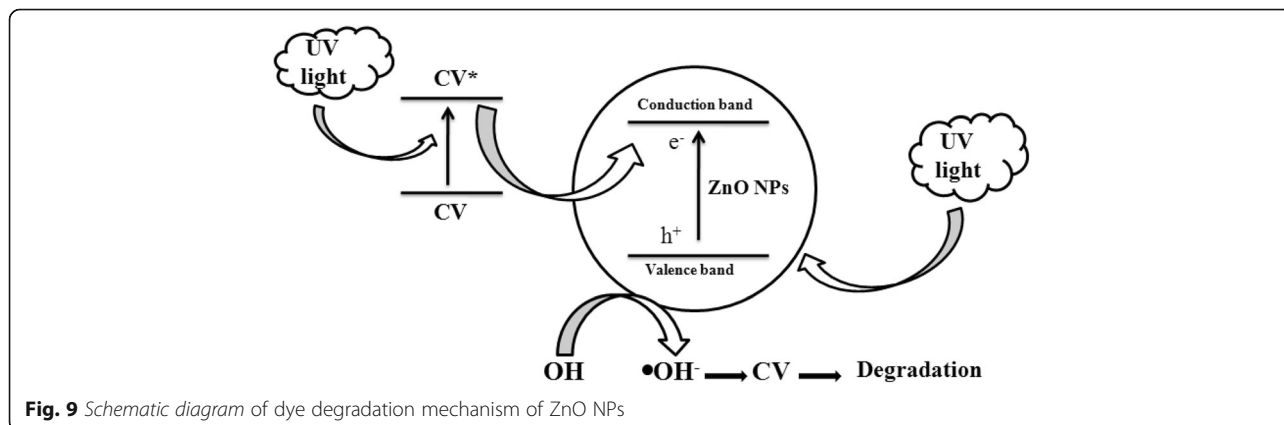 UV
light
CV*
CV
Conduction band
e-
ZnO NPs
h+
Valence band
UV
light
OH ●OH- CV Degradation
Fig. 9 Schematic diagram of dye degradation mechanism of ZnO NPs